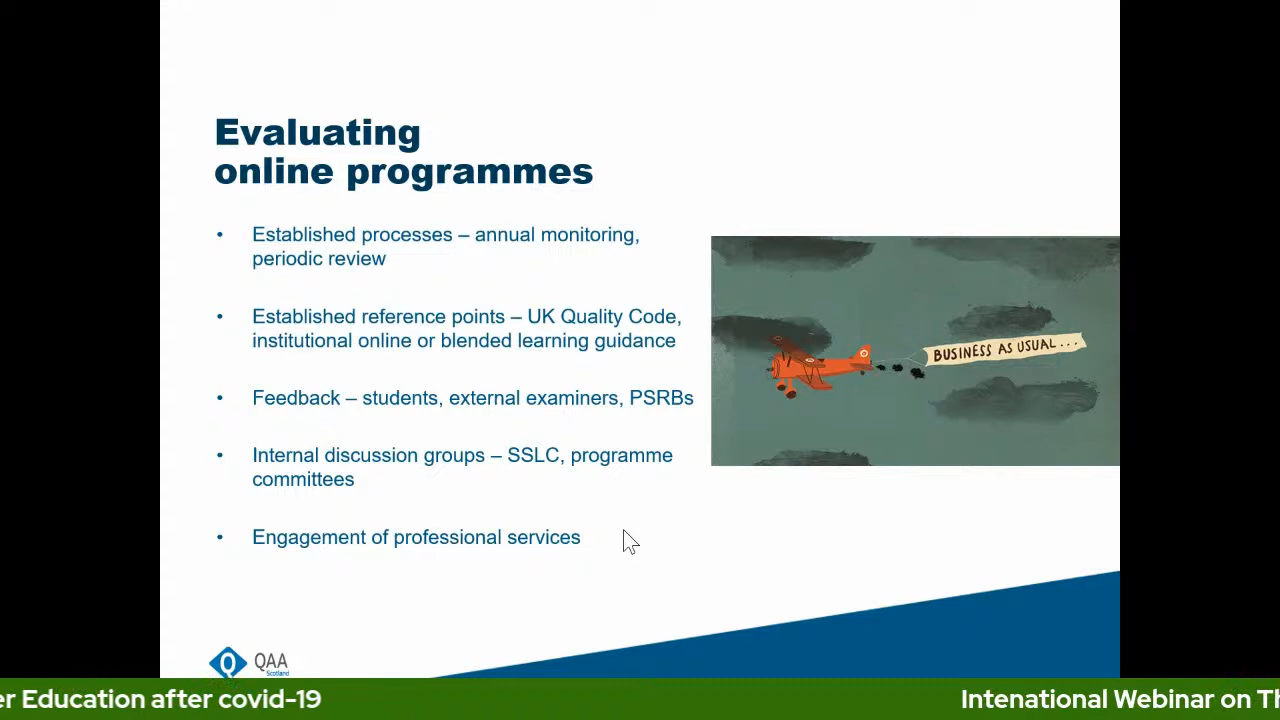 Evaluating
online programmes
• Established processes – annual monitoring,
periodic review
• Established reference points – UK Quality Code,
institutional online or blended learning guidance
• Feedback – students, external examiners, PSRBs
• Internal discussion groups – SSLC, programme
committees
• Engagement of professional services
BUSINESS AS USUAL...
QAA
Scotland
er Education after covid-19
Intenational Webinar on Th